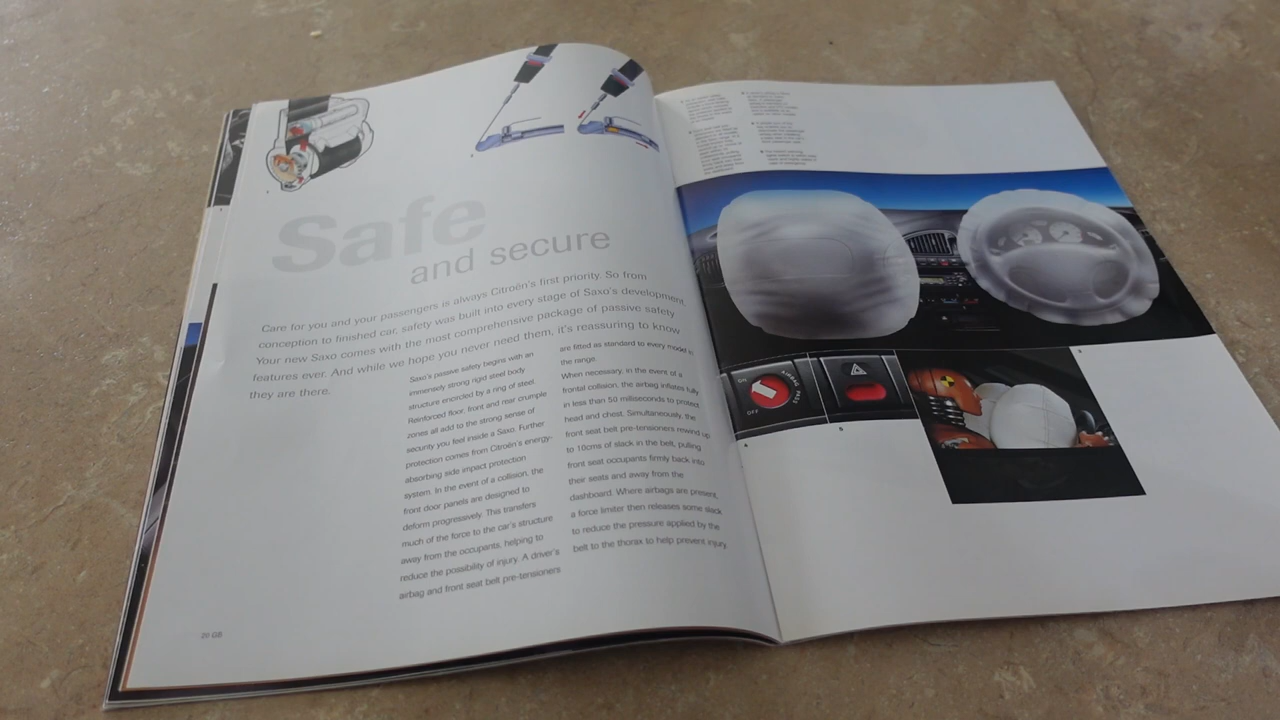 Safe
and secure
Care for you and your passengers is always Citroën's first priority. So from
conception to finished car, safety was built into every stage of Saxo's development.
Your new Saxo comes with the most comprehensive package of passive safety
features ever. And while we hope you never need them, it's reassuring to know
they are there.
Saxo's passive safety begins with an
immensely strong rigid steel body
structure encircled by a ring of steel.
Reinforced floor, front and rear crumple
zones all add to the strong sense of
security you feel inside a Saxo. Further
protection comes from Citroën's energy-
absorbing side impact protection
system. In the event of a collision, the
front door panels are designed to
deform progressively. This transfers
much of the force to the car's structure
away from the occupants, helping to
reduce the possibility of injury. A driver's
airbag and front seat belt pre-tensioners
are fitted as standard to every model in
the range.
When necessary, in the event of a
frontal collision, the airbag inflates fully
in less than 50 milliseconds to protect
head and chest. Simultaneously, the
front seat belt pre-tensioners rewind up
to 10cms of slack in the belt, pulling
front seat occupants firmly back into
their seats and away from the
dashboard. Where airbags are present,
a force limiter then releases some slack
to reduce the pressure applied by the
belt to the thorax to help prevent injury.
20 GB
ON
OFF
AIRBAG PASS
3
4
5